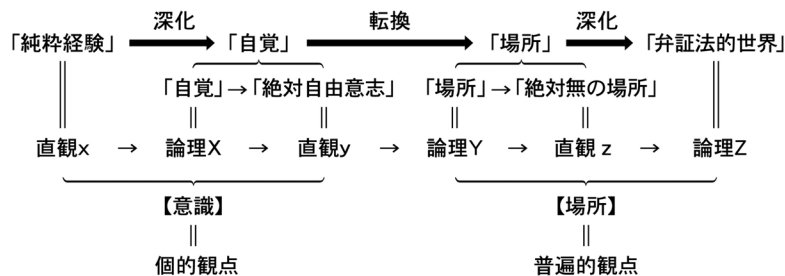 深化 転換 深化
「純粋経験」 「自覚」 「場所」 「弁証法的世界」
「自覚」→「絶対自由意志」 「場所」→「絶対無の場所」
直観x → 論理X → 直観y → 論理Y → 直観z → 論理Z
【意識】 【場所】
個的観点 普遍的観点